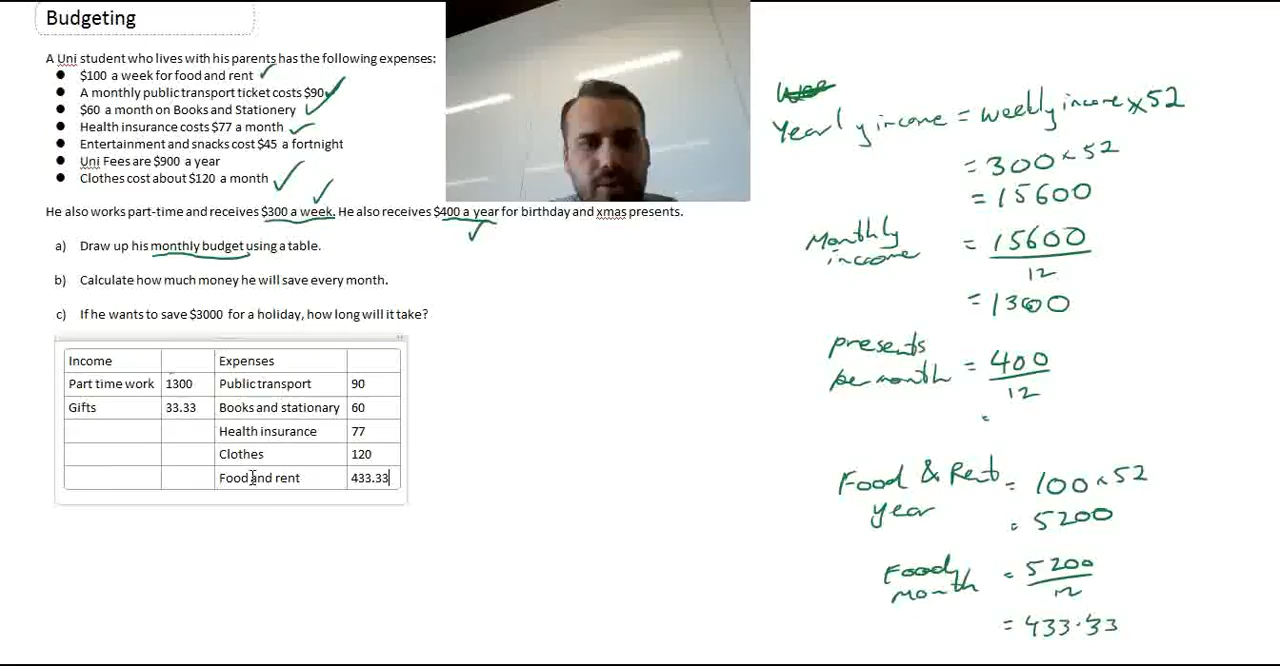 Budgeting
A Uni student who lives with his parents has the following expenses:
● $100 a week for food and rent
● A monthly public transport ticket costs $90
● $60 a month on Books and Stationery
● Health insurance costs $77 a month
● Entertainment and snacks cost $45 a fortnight
● Uni Fees are $900 a year
● Clothes cost about $120 a month
He also works part-time and receives $300 a week. He also receives $400 a year for birthday and xmas presents.
a) Draw up his monthly budget using a table.
b) Calculate how much money he will save every month.
c) If he wants to save $3000 for a holiday, how long will it take?
Income Expenses
Part time work 1300 Public transport 90
Gifts 33.33 Books and stationary 60
Health insurance 77
Clothes 120
Food and rent 433.33
Yearly income = weekly income × 52
= 300 × 52
= 15600
Monthly income = 15600
12
= 1300
presents per month = 400
12
=
Food & Rent year = 100 × 52
= 5200
Food/month = 5200
12
= 433.33